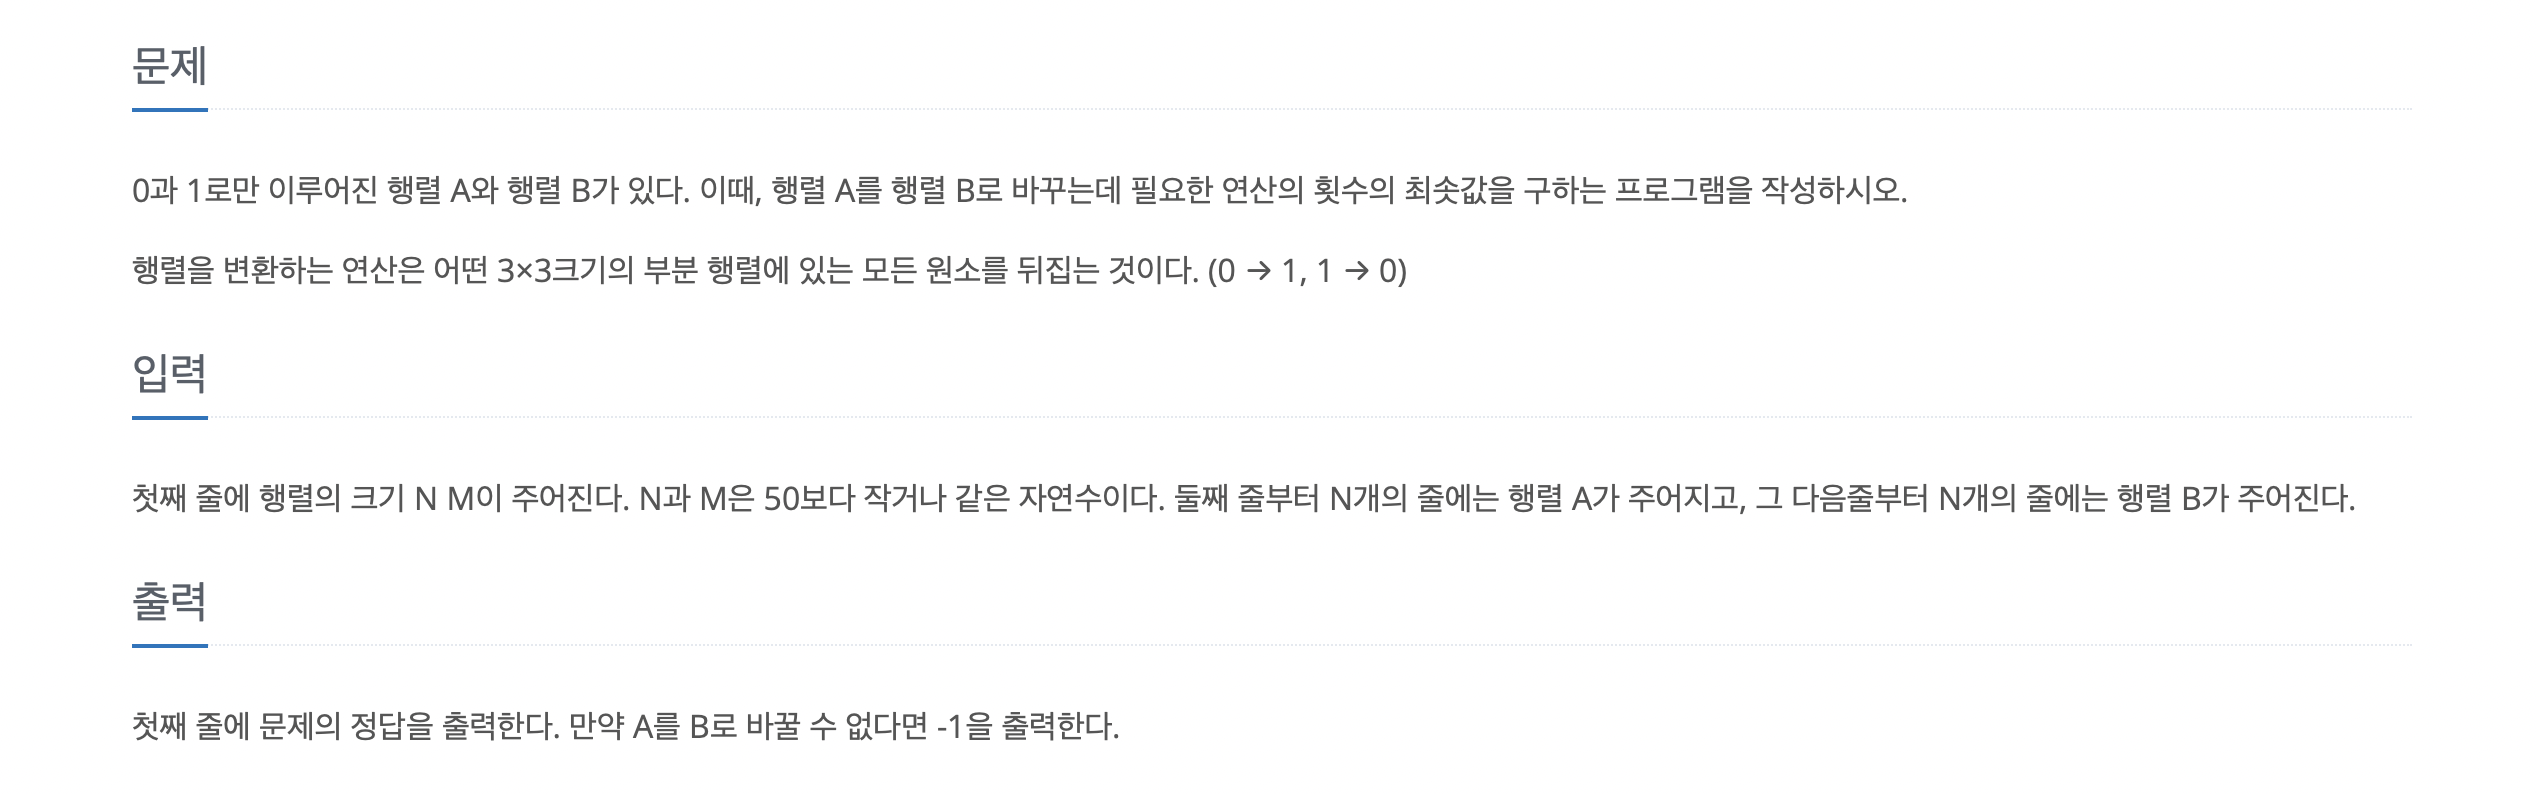 문제
0과 1로만 이루어진 행렬 A와 행렬 B가 있다. 이때, 행렬 A를 행렬 B로 바꾸는데 필요한 연산의 횟수의 최솟값을 구하는 프로그램을 작성하시오.
행렬을 변환하는 연산은 어떤 3×3크기의 부분 행렬에 있는 모든 원소를 뒤집는 것이다. (0 → 1, 1 → 0)
입력
첫째 줄에 행렬의 크기 N M이 주어진다. N과 M은 50보다 작거나 같은 자연수이다. 둘째 줄부터 N개의 줄에는 행렬 A가 주어지고, 그 다음줄부터 N개의 줄에는 행렬 B가 주어진다.
출력
첫째 줄에 문제의 정답을 출력한다. 만약 A를 B로 바꿀 수 없다면 -1을 출력한다.